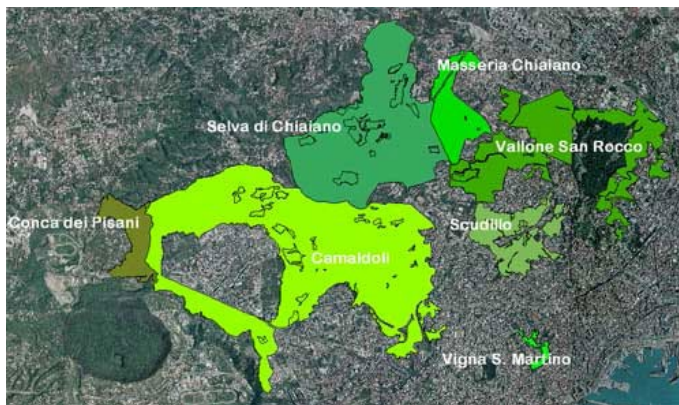 Masseria Chiaiano
Selva di Chiaiano
Vallone San Rocco
Conca dei Pisani
Scudillo
Camaldoli
Vigna S. Martino